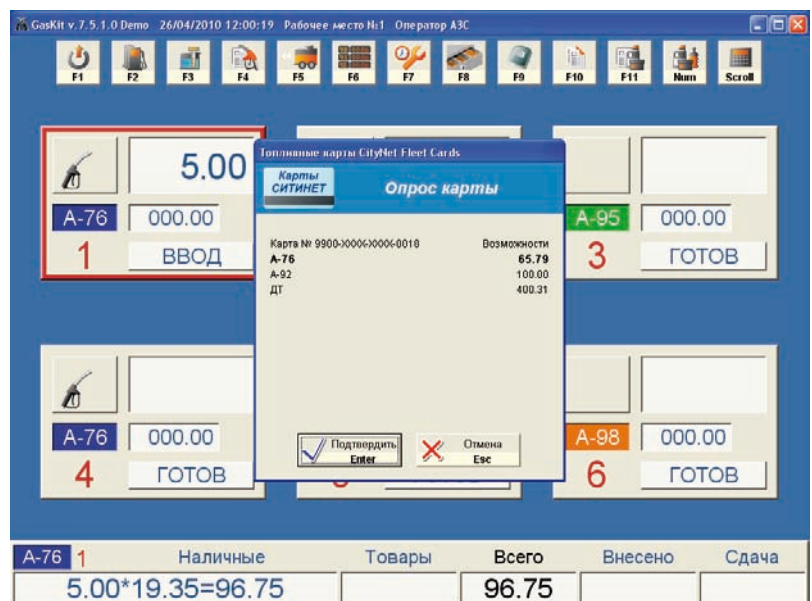 GasKit v.7.5.1.0 Demo 26/04/2010 12:00:19 Рабочее место №1 Оператор АЗС
F1 F2 F3 F4 F5 F6 F7 F8 F9 F10 F11 Num Scroll
5.00
А-76 000.00
1 ВВОД
Топливные карты CityNet Fleet Cards
Карты
СИТИНЕТ
Опрос карты
Карта № 9900-XXXX-XXXX-0018 Возможности
А-76 65.79
А-92 100.00
ДТ 400.31
Подтвердить
Enter
Отмена
Esc
А-95 000.00
3 ГОТОВ
А-76 000.00
4 ГОТОВ
А-98 000.00
6 ГОТОВ
А-76 1 Наличные Товары Всего Внесено Сдача
5.00*19.35=96.75 96.75